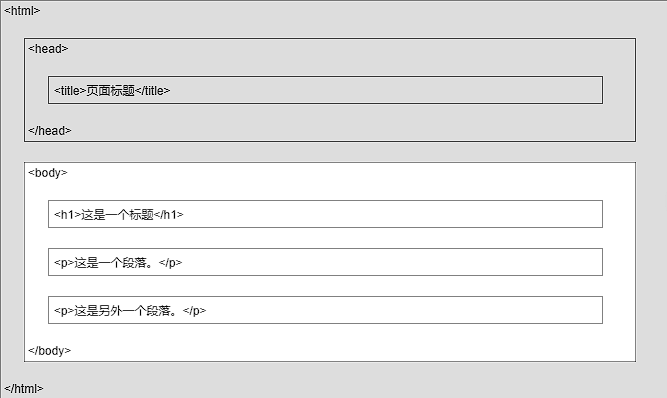 <html>
<head>
<title>页面标题</title>
</head>
<body>
<h1>这是一个标题</h1>
<p>这是一个段落。</p>
<p>这是另外一个段落。</p>
</body>
</html>